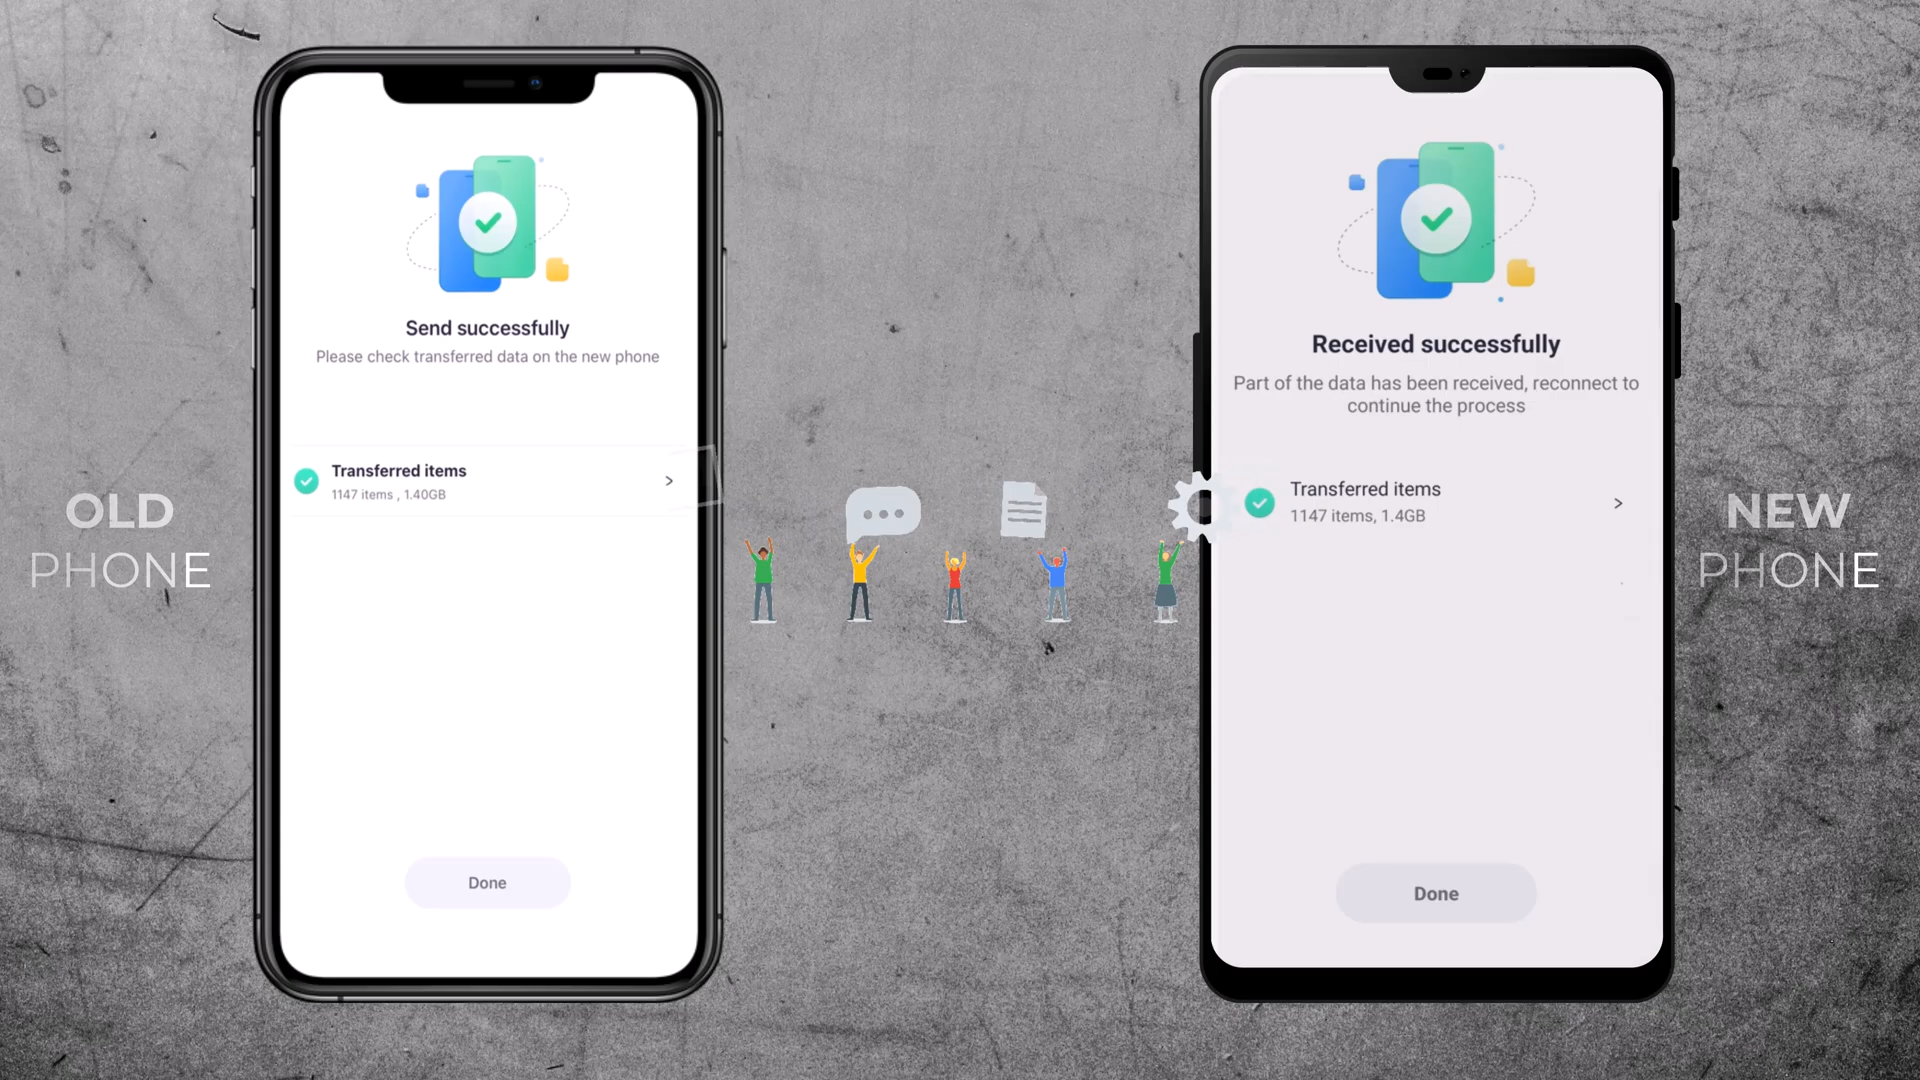 OLD
PHONE
Send successfully
Please check transferred data on the new phone
Transferred items
1147 items , 1.40GB
Done
Received successfully
Part of the data has been received, reconnect to
continue the process
Transferred items
1147 items, 1.4GB
Done
NEW
PHONE